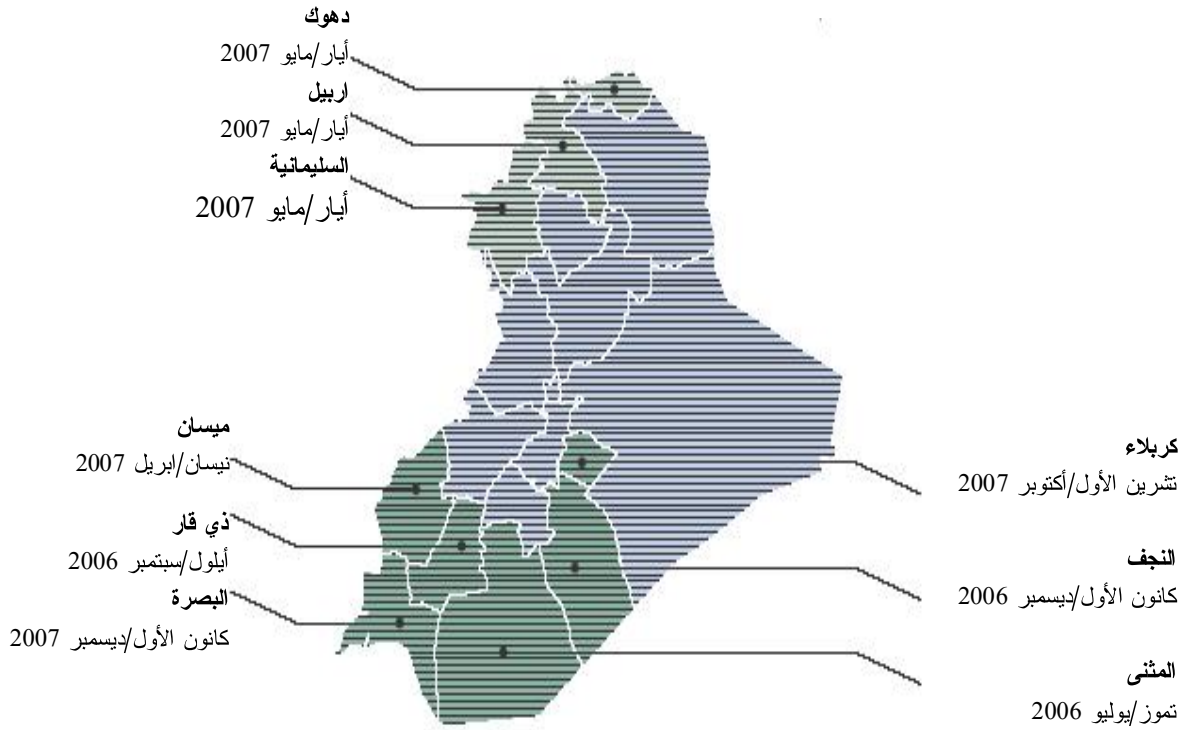 دهوك
أيار/مايو 2007
اربيل
أيار/مايو 2007
السليمانية
أيار/مايو 2007
ميسان
نيسان/ابريل 2007
ذي قار
أيلول/سبتمبر 2006
البصرة
كانون الأول/ديسمبر 2007
كربلاء
تشرين الأول/أكتوبر 2007
النجف
كانون الأول/ديسمبر 2006
المثنى
تموز/يوليو 2006